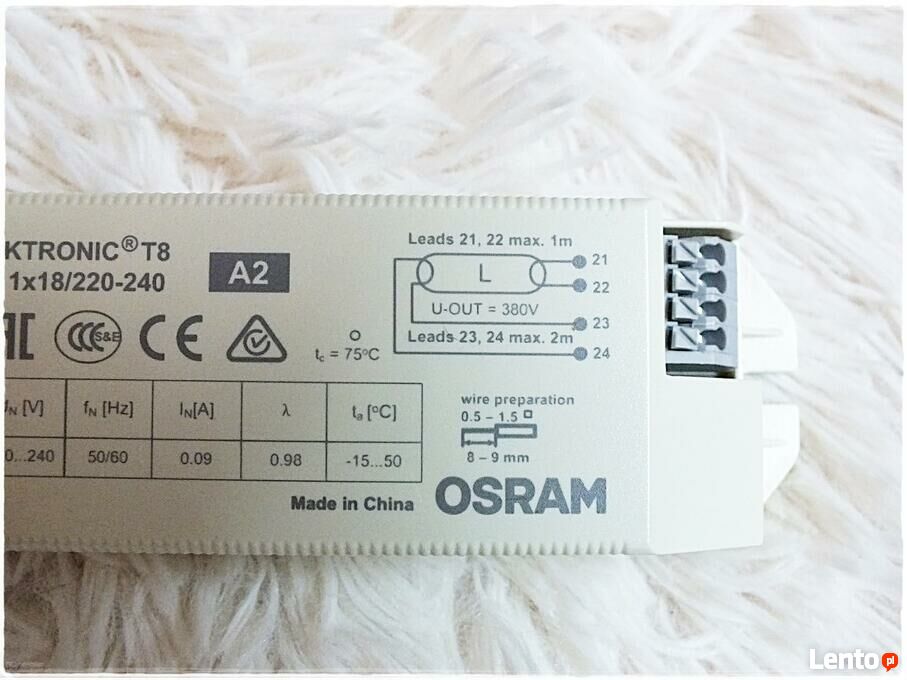 KTRONIC® T8
1x18/220-240
A2
Leads 21, 22 max. 1m
L
21
22
U-OUT = 380V
23
Leads 23, 24 max. 2m
24
S&E
CE
tc = 75°C
wire preparation
0.5 – 1.5
8 – 9 mm
[V] fN [Hz] IN[A] λ ta [°C]
0...240 50/60 0.09 0.98 -15...50
Made in China
OSRAM
Lento pl